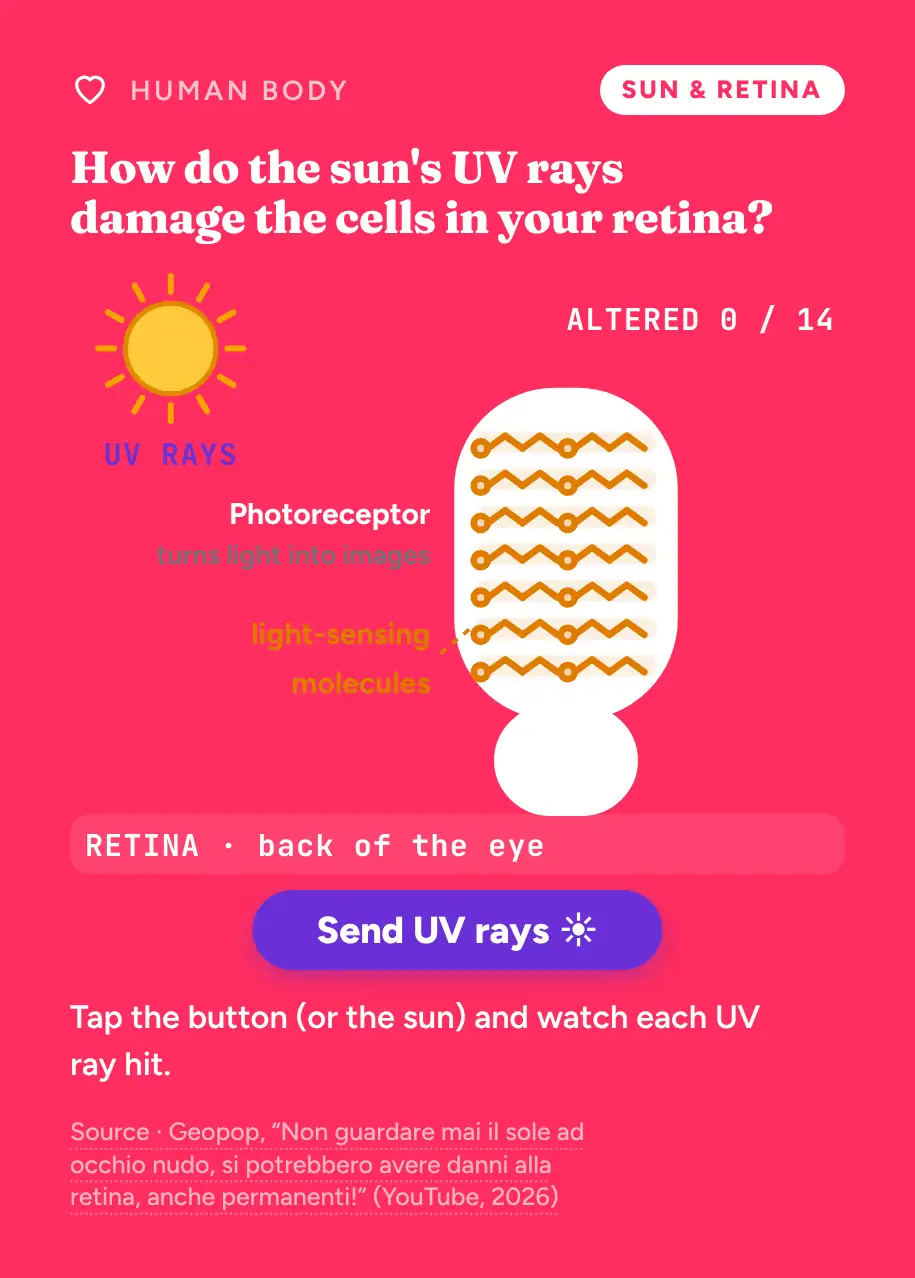 HUMAN BODY
SUN & RETINA
How do the sun's UV rays
damage the cells in your retina?
ALTERED 0 / 14
UV RAYS
Photoreceptor
turns light into images
light-sensing
molecules
RETINA · back of the eye
Send UV rays ☀
Tap the button (or the sun) and watch each UV
ray hit.
Source · Geopop, “Non guardare mai il sole ad
occhio nudo, si potrebbero avere danni alla
retina, anche permanenti!” (YouTube, 2026)